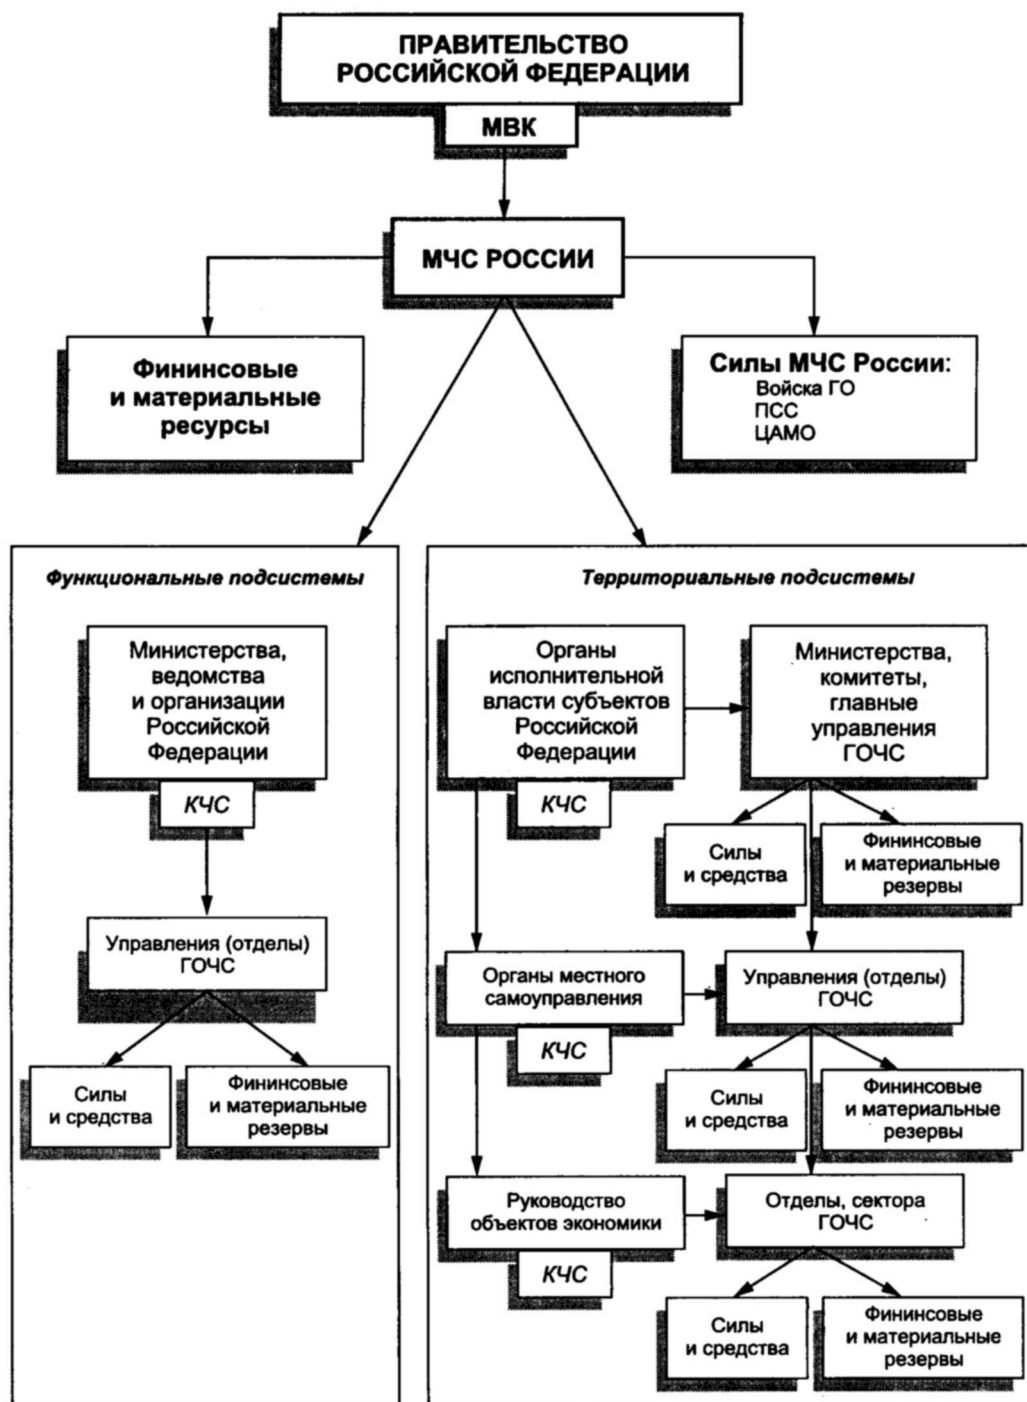 ПРАВИТЕЛЬСТВО
РОССИЙСКОЙ ФЕДЕРАЦИИ
МВК
МЧС РОССИИ
Фининсовые
и материальные
ресурсы
Силы МЧС России:
Войска ГО
ПСС
ЦАМО
Функциональные подсистемы
Министерства,
ведомства
и организации
Российской
Федерации
КЧС
Управления (отделы)
ГОЧС
Силы
и средства
Фининсовые
и материальные
резервы
Территориальные подсистемы
Органы
исполнительной
власти субъектов
Российской
Федерации
КЧС
Министерства,
комитеты,
главные
управления
ГОЧС
Силы
и средства
Фининсовые
и материальные
резервы
Органы местного
самоуправления
КЧС
Управления (отделы)
ГОЧС
Силы
и средства
Фининсовые
и материальные
резервы
Руководство
объектов экономики
КЧС
Отделы, сектора
ГОЧС
Силы
и средства
Фининсовые
и материальные
резервы